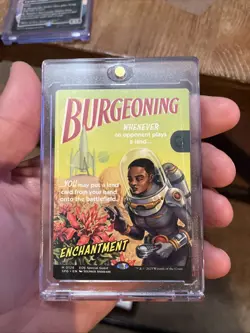 BURGEONING
WHENEVER
an opponent plays
a land...
...YOU may put a land
card from your hand
onto the battlefield.
ENCHANTMENT